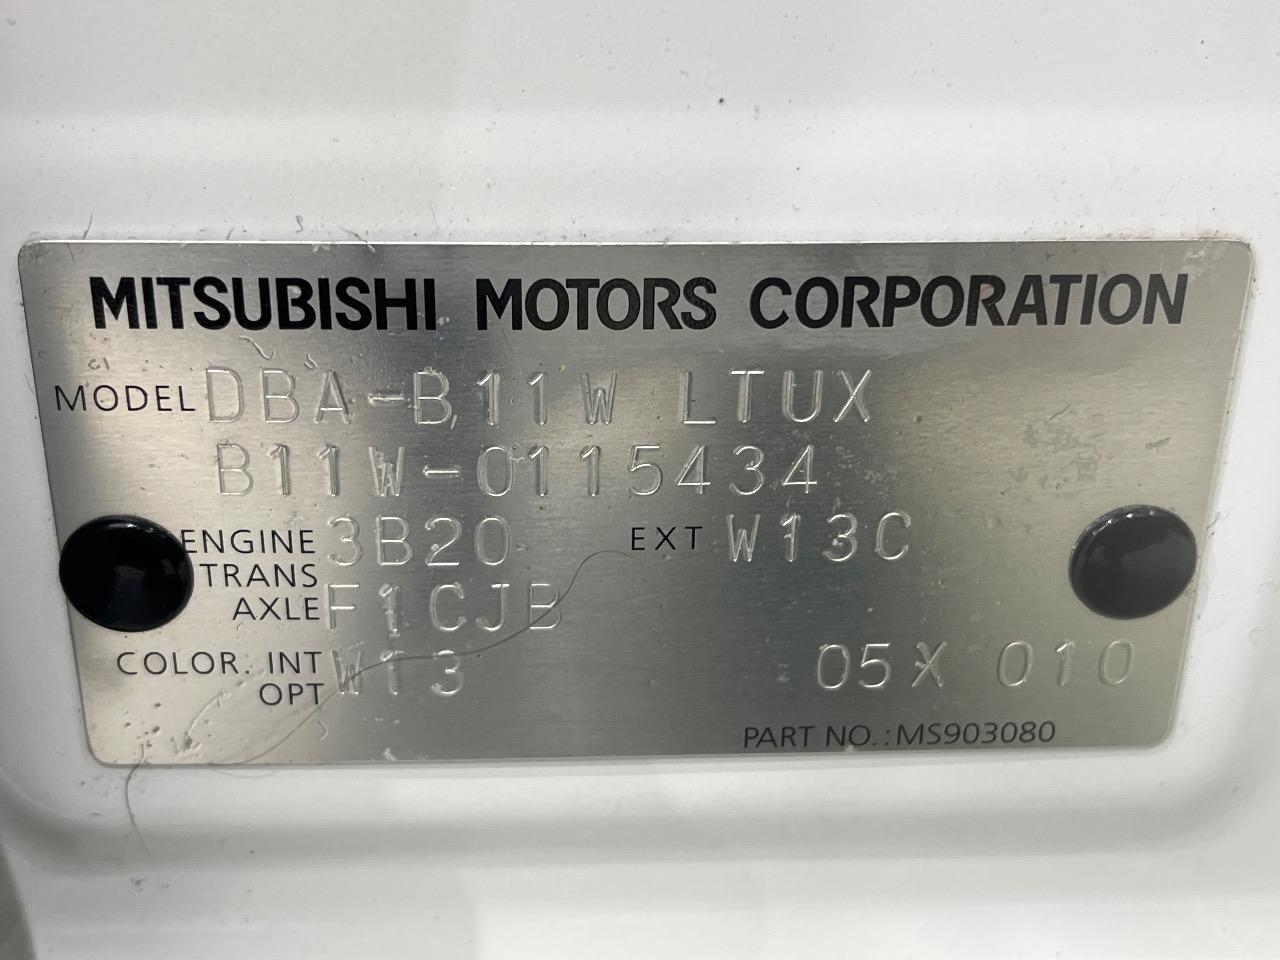 MITSUBISHI MOTORS CORPORATION
MODEL DBA-B11W LTUX
B11W-0115434
ENGINE 3B20 EXT W13C
TRANS
AXLE F1CJB
COLOR. INT W13 05X 010
OPT
PART NO.:MS903080